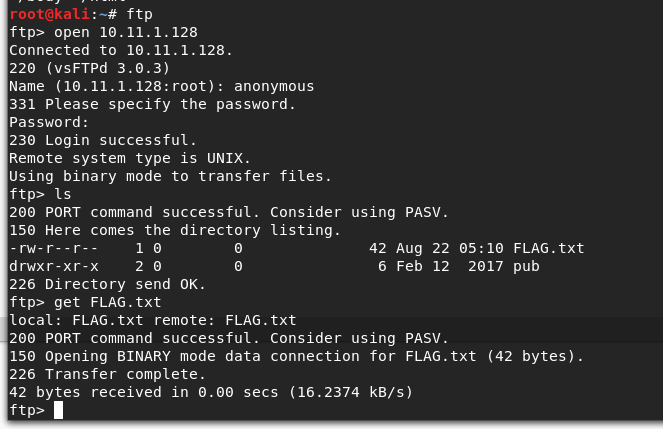 root@kali:~# ftp
ftp> open 10.11.1.128
Connected to 10.11.1.128.
220 (vsFTPd 3.0.3)
Name (10.11.1.128:root): anonymous
331 Please specify the password.
Password:
230 Login successful.
Remote system type is UNIX.
Using binary mode to transfer files.
ftp> ls
200 PORT command successful. Consider using PASV.
150 Here comes the directory listing.
-rw-r--r--    1 0        0              42 Aug 22 05:10 FLAG.txt
drwxr-xr-x    2 0        0               6 Feb 12  2017 pub
226 Directory send OK.
ftp> get FLAG.txt
local: FLAG.txt remote: FLAG.txt
200 PORT command successful. Consider using PASV.
150 Opening BINARY mode data connection for FLAG.txt (42 bytes).
226 Transfer complete.
42 bytes received in 0.00 secs (16.2374 kB/s)
ftp>